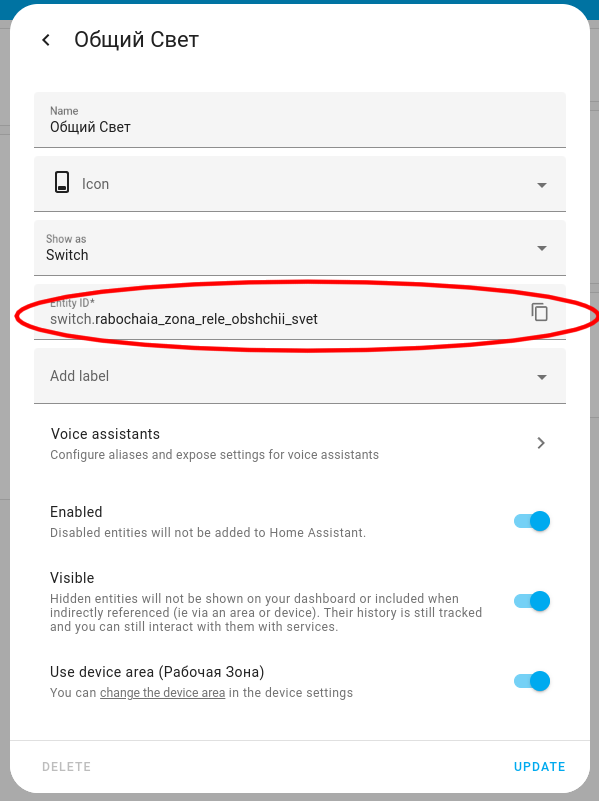 Общий Свет
Name
Общий Свет
Icon
Show as
Switch
Entity ID*
switch.rabochaia_zona_rele_obshchii_svet
Add label
Voice assistants
Configure aliases and expose settings for voice assistants
Enabled
Disabled entities will not be added to Home Assistant.
Visible
Hidden entities will not be shown on your dashboard or included when
indirectly referenced (ie via an area or device). Their history is still tracked
and you can still interact with them with services.
Use device area (Рабочая Зона)
You can change the device area in the device settings
DELETE
UPDATE